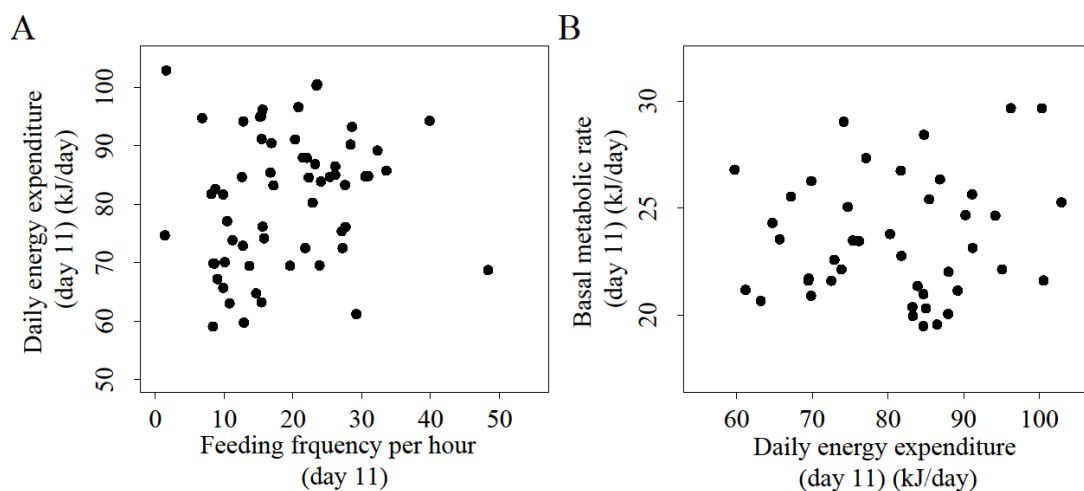 A
Daily energy expenditure
(day 11) (kJ/day)
100
90
80
70
60
50
0 10 20 30 40 50
Feeding frquency per hour
(day 11)
B
Basal metabolic rate
(day 11) (kJ/day)
30
25
20
60 70 80 90 100
Daily energy expenditure
(day 11) (kJ/day)